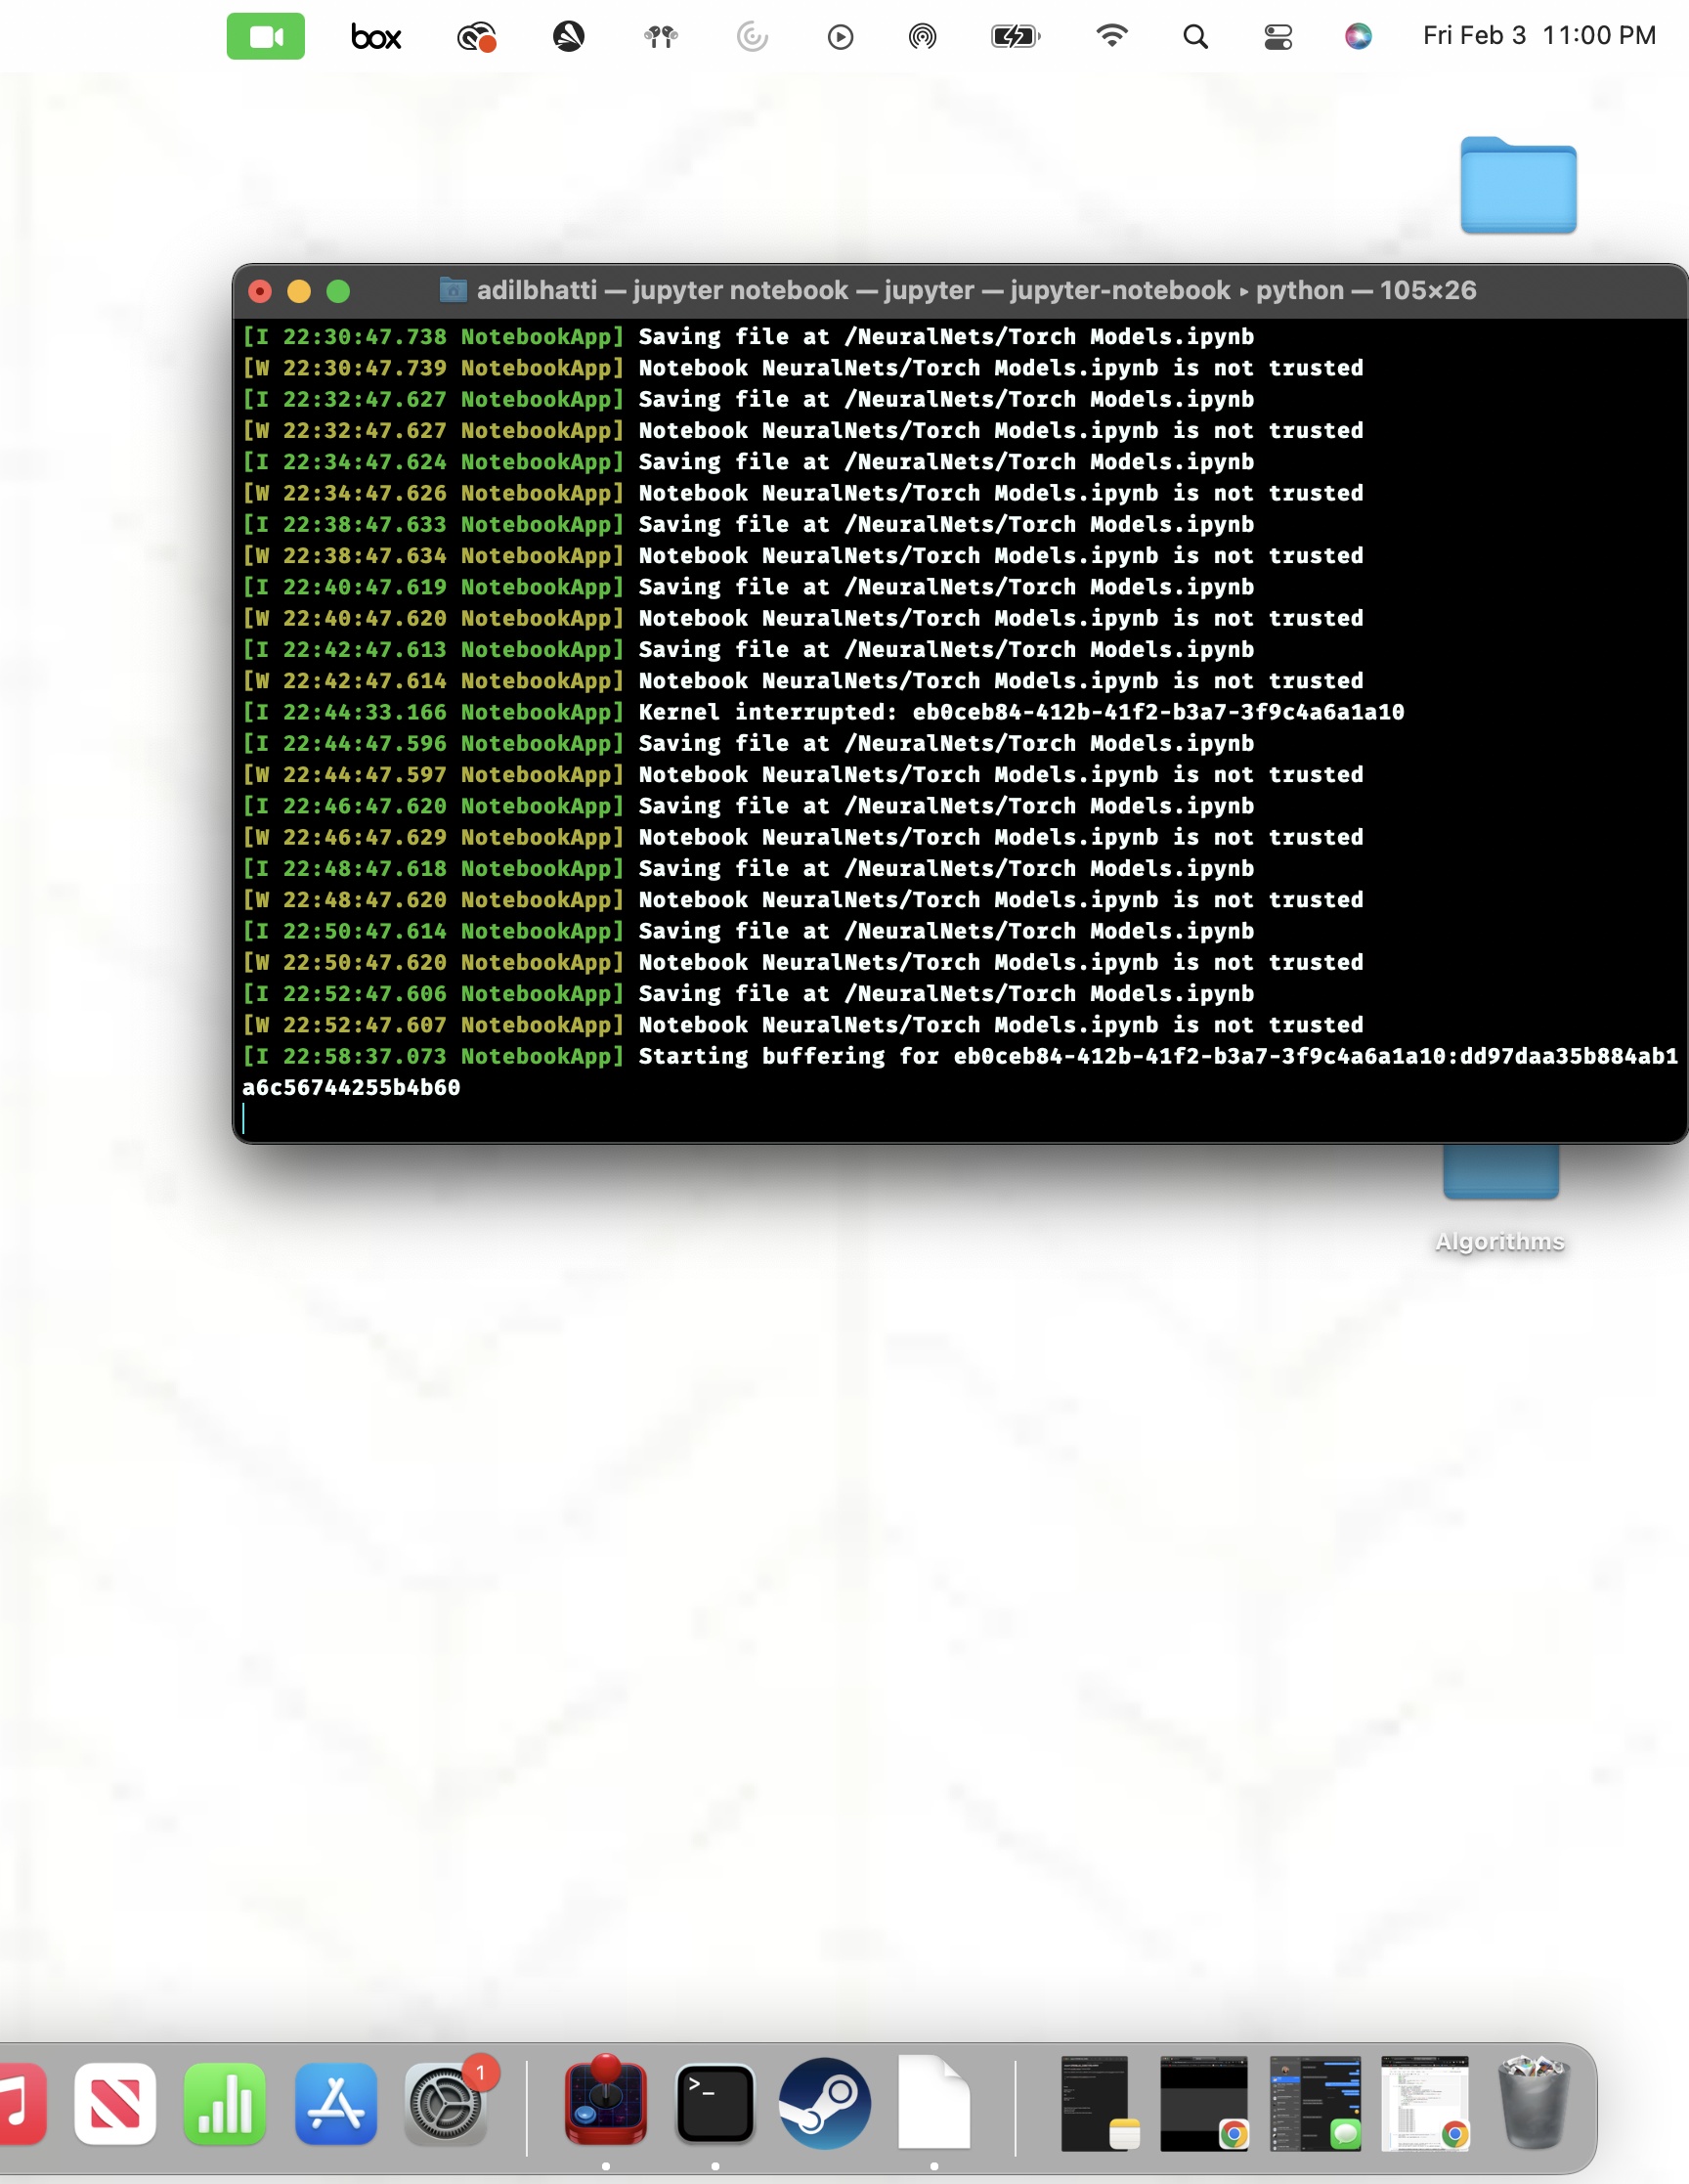 box
Fri Feb 3 11:00 PM
adilbhatti — jupyter notebook — jupyter — jupyter-notebook ▸ python — 105×26
[I 22:30:47.738 NotebookApp] Saving file at /NeuralNets/Torch Models.ipynb
[W 22:30:47.739 NotebookApp] Notebook NeuralNets/Torch Models.ipynb is not trusted
[I 22:32:47.627 NotebookApp] Saving file at /NeuralNets/Torch Models.ipynb
[W 22:32:47.627 NotebookApp] Notebook NeuralNets/Torch Models.ipynb is not trusted
[I 22:34:47.624 NotebookApp] Saving file at /NeuralNets/Torch Models.ipynb
[W 22:34:47.626 NotebookApp] Notebook NeuralNets/Torch Models.ipynb is not trusted
[I 22:38:47.633 NotebookApp] Saving file at /NeuralNets/Torch Models.ipynb
[W 22:38:47.634 NotebookApp] Notebook NeuralNets/Torch Models.ipynb is not trusted
[I 22:40:47.619 NotebookApp] Saving file at /NeuralNets/Torch Models.ipynb
[W 22:40:47.620 NotebookApp] Notebook NeuralNets/Torch Models.ipynb is not trusted
[I 22:42:47.613 NotebookApp] Saving file at /NeuralNets/Torch Models.ipynb
[W 22:42:47.614 NotebookApp] Notebook NeuralNets/Torch Models.ipynb is not trusted
[I 22:44:33.166 NotebookApp] Kernel interrupted: eb0ceb84-412b-41f2-b3a7-3f9c4a6a1a10
[I 22:44:47.596 NotebookApp] Saving file at /NeuralNets/Torch Models.ipynb
[W 22:44:47.597 NotebookApp] Notebook NeuralNets/Torch Models.ipynb is not trusted
[I 22:46:47.620 NotebookApp] Saving file at /NeuralNets/Torch Models.ipynb
[W 22:46:47.629 NotebookApp] Notebook NeuralNets/Torch Models.ipynb is not trusted
[I 22:48:47.618 NotebookApp] Saving file at /NeuralNets/Torch Models.ipynb
[W 22:48:47.620 NotebookApp] Notebook NeuralNets/Torch Models.ipynb is not trusted
[I 22:50:47.614 NotebookApp] Saving file at /NeuralNets/Torch Models.ipynb
[W 22:50:47.620 NotebookApp] Notebook NeuralNets/Torch Models.ipynb is not trusted
[I 22:52:47.606 NotebookApp] Saving file at /NeuralNets/Torch Models.ipynb
[W 22:52:47.607 NotebookApp] Notebook NeuralNets/Torch Models.ipynb is not trusted
[I 22:58:37.073 NotebookApp] Starting buffering for eb0ceb84-412b-41f2-b3a7-3f9c4a6a1a10:dd97daa35b884ab1
a6c56744255b4b60
Algorithms
1
>_